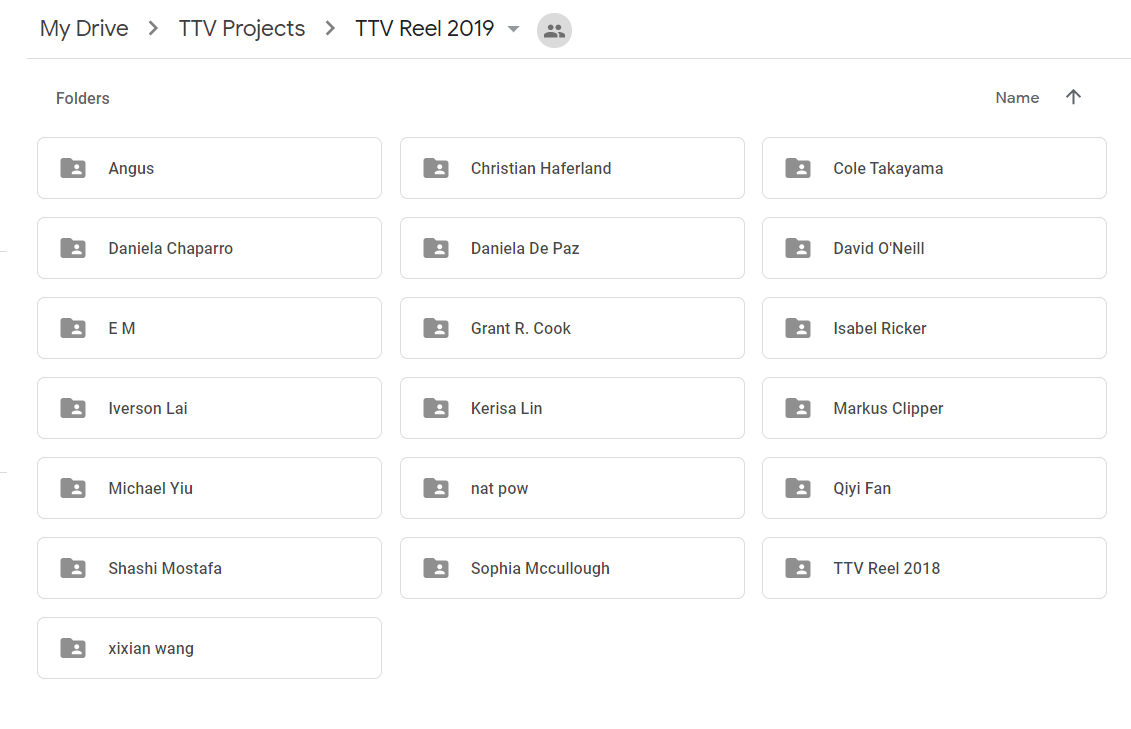 My Drive > TTV Projects > TTV Reel 2019
Folders Name
Angus Christian Haferland Cole Takayama
Daniela Chaparro Daniela De Paz David O'Neill
E M Grant R. Cook Isabel Ricker
Iverson Lai Kerisa Lin Markus Clipper
Michael Yiu nat pow Qiyi Fan
Shashi Mostafa Sophia Mccullough TTV Reel 2018
xixian wang